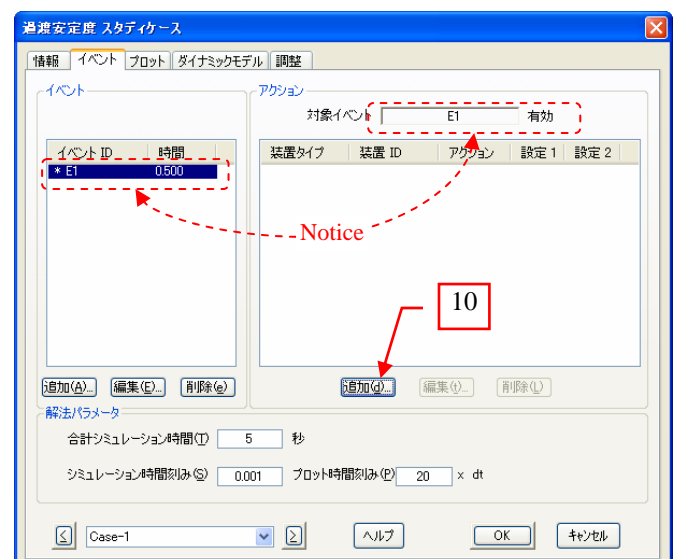 過渡安定度 スタディケース
情報 イベント プロット ダイナミックモデル 調整
イベント
アクション
対象イベント E1 有効
イベント ID 時間
* E1 0.500
装置タイプ 装置 ID アクション 設定 1 設定 2
Notice
10
追加(A)... 編集(E)... 削除(e)
追加(d)... 編集(t)... 削除(L)
解法パラメータ
合計シミュレーション時間(T) 5 秒
シミュレーション時間刻み(S) 0.001 プロット時間刻み(P) 20 x dt
< Case-1 > ヘルプ OK キャンセル